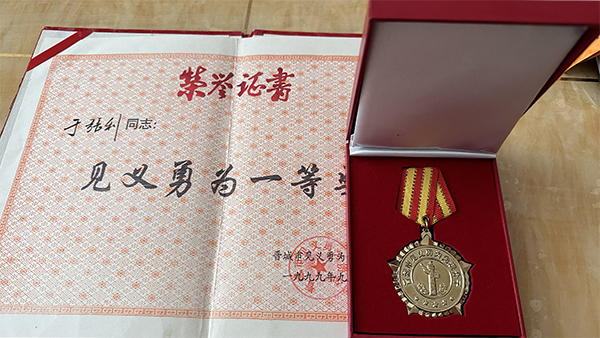 荣誉证书
于张利 同志:
见义勇为一等
晋城市见义勇为
一九九九年九